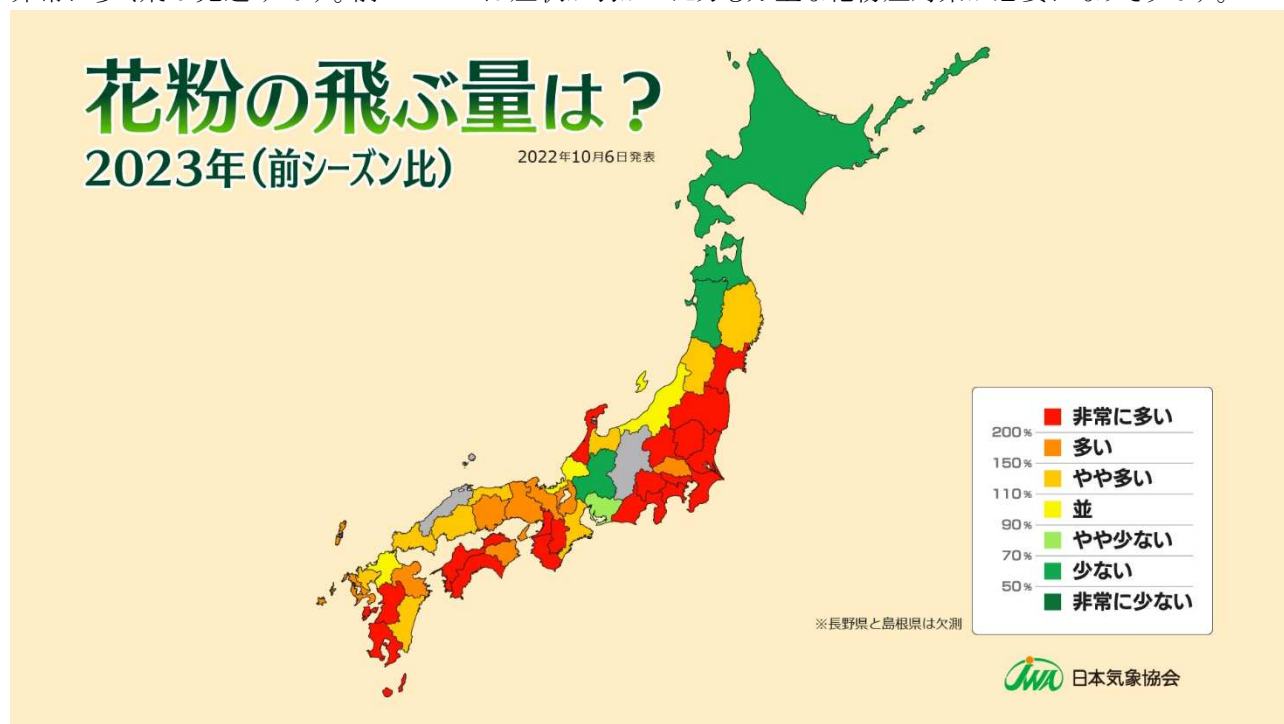 花粉の飛ぶ量は？
2023年（前シーズン比）
2022年10月6日発表
非常に多い
200%
多い
150%
やや多い
110%
並
90%
やや少ない
70%
少ない
50%
非常に少ない
※長野県と島根県は欠測
JWA 日本気象協会